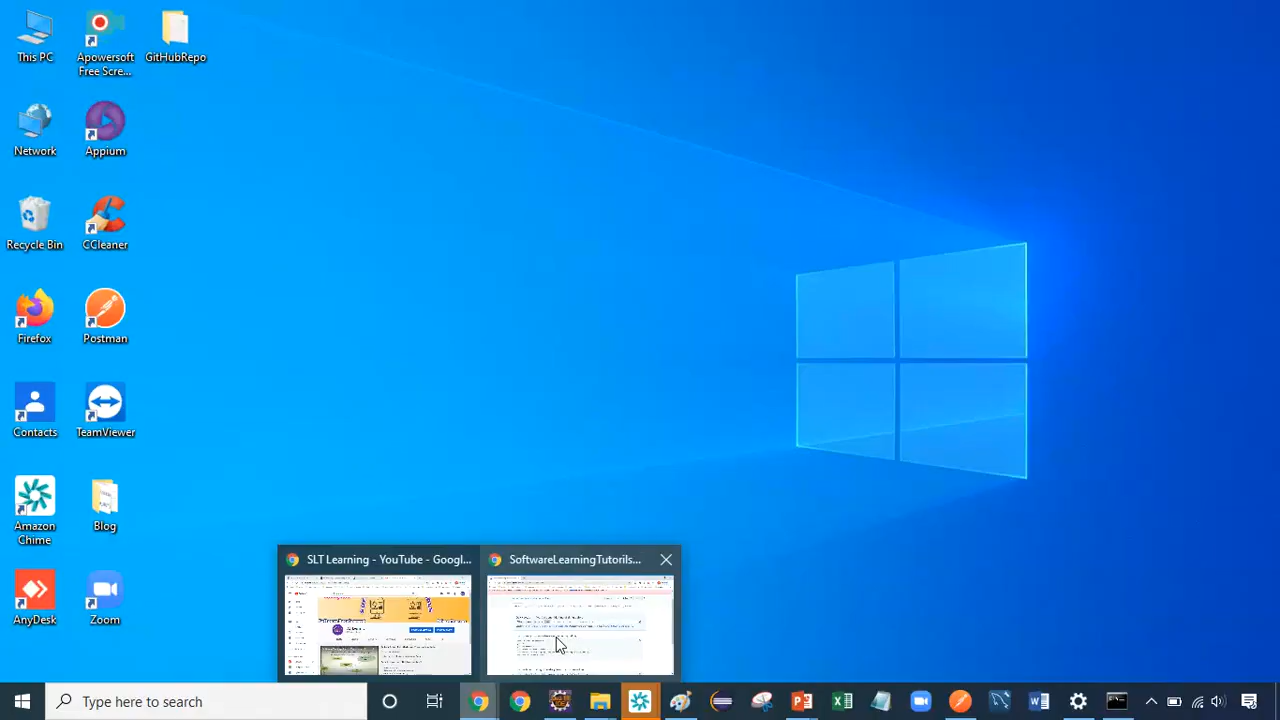 This PC
Apowersoft
Free Scre...
GitHubRepo
Network
Appium
Recycle Bin
CCleaner
Firefox
Postman
Contacts
TeamViewer
Amazon
Chime
Blog
AnyDesk
Zoom
SLT Learning - YouTube - Googl...
SoftwareLearningTutorils...
Type here to search